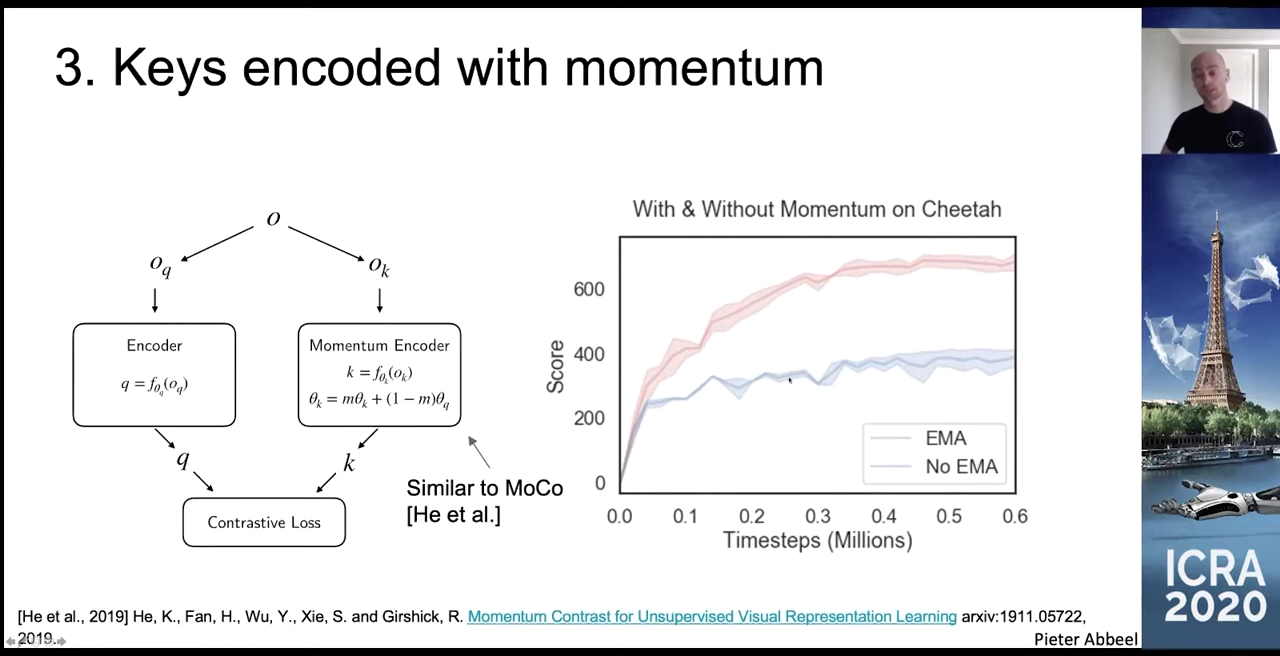 3. Keys encoded with momentum
o
o_q
o_k
Encoder
q = f_{θ_q}(o_q)
Momentum Encoder
k = f_{θ_k}(o_k)
θ_k = mθ_k + (1 − m)θ_q
q
k
Contrastive Loss
Similar to MoCo
[He et al.]
With & Without Momentum on Cheetah
Score
600
400
200
0
EMA
No EMA
0.0 0.1 0.2 0.3 0.4 0.5 0.6
Timesteps (Millions)
[He et al., 2019] He, K., Fan, H., Wu, Y., Xie, S. and Girshick, R. Momentum Contrast for Unsupervised Visual Representation Learning arxiv:1911.05722,
2019.
Pieter Abbeel
C
ICRA
2020